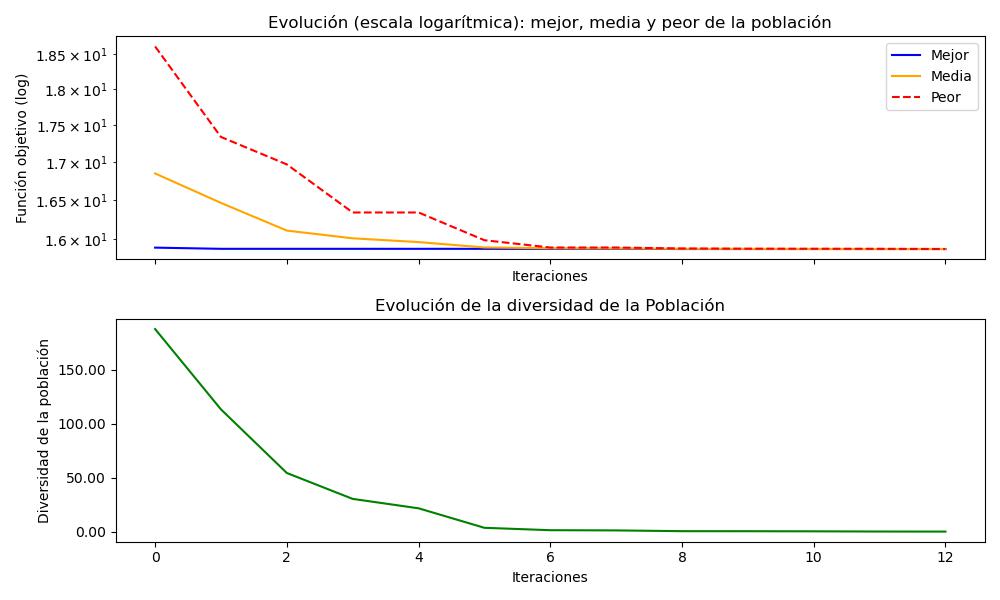 Evolución (escala logarítmica): mejor, media y peor de la población
Función objetivo (log)
1.85 × 10¹
1.8 × 10¹
1.75 × 10¹
1.7 × 10¹
1.65 × 10¹
1.6 × 10¹
Mejor
Media
Peor
Iteraciones
Evolución de la diversidad de la Población
Diversidad de la población
150.00
100.00
50.00
0.00
0 2 4 6 8 10 12
Iteraciones